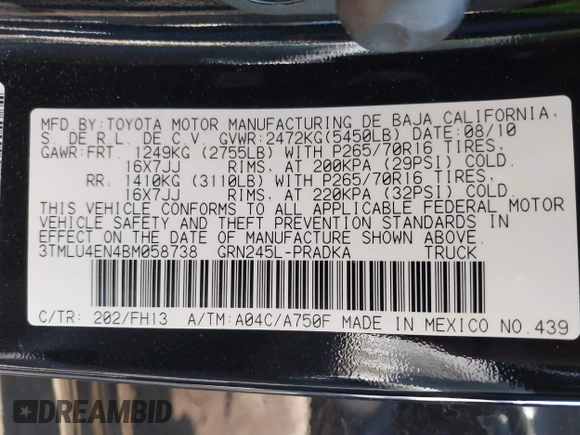 MFD BY:TOYOTA MOTOR MANUFACTURING DE BAJA CALIFORNIA,
S. DE R.L. DE C.V. GVWR:2472KG(5450LB) DATE:08/10
GAWR:FRT. 1249KG (2755LB) WITH P265/70R16 TIRES,
16X7JJ RIMS, AT 200KPA (29PSI) COLD.
RR. 1410KG (3110LB) WITH P265/70R16 TIRES,
16X7JJ RIMS, AT 220KPA (32PSI) COLD.
THIS VEHICLE CONFORMS TO ALL APPLICABLE FEDERAL MOTOR
VEHICLE SAFETY AND THEFT PREVENTION STANDARDS IN
EFFECT ON THE DATE OF MANUFACTURE SHOWN ABOVE.
3TMLU4EN4BM058738 GRN245L-PRADKA TRUCK
C/TR: 202/FH13 A/TM:A04C/A750F MADE IN MEXICO NO.439
DREAMBID